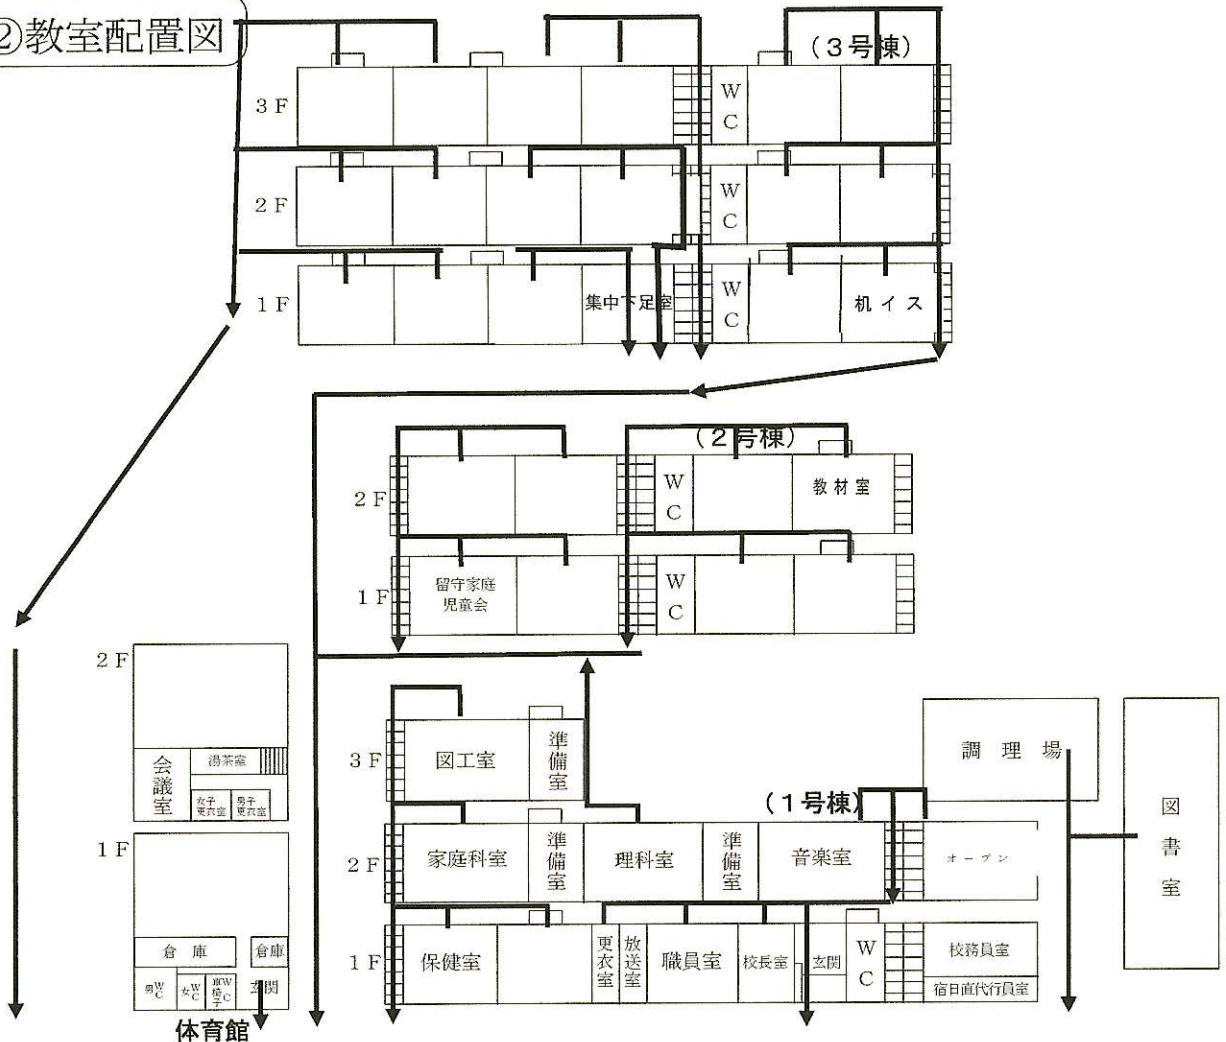 ②教室配置図
(3号棟)
3F
WC
2F
WC
1F
集中下足室
WC
机イス
(2号棟)
2F
WC
教材室
1F
留守家庭
児童会
WC
2F
会議室
湯茶室
女子
更衣室
男子
更衣室
1F
倉庫
倉庫
男WC
女WC
車椅子WC
玄関
体育館
3F
図工室
準備室
(1号棟)
2F
家庭科室
準備室
理科室
準備室
音楽室
オープン
1F
保健室
更衣室
放送室
職員室
校長室
玄関
WC
校務員室
宿日直代行員室
調理場
図書室